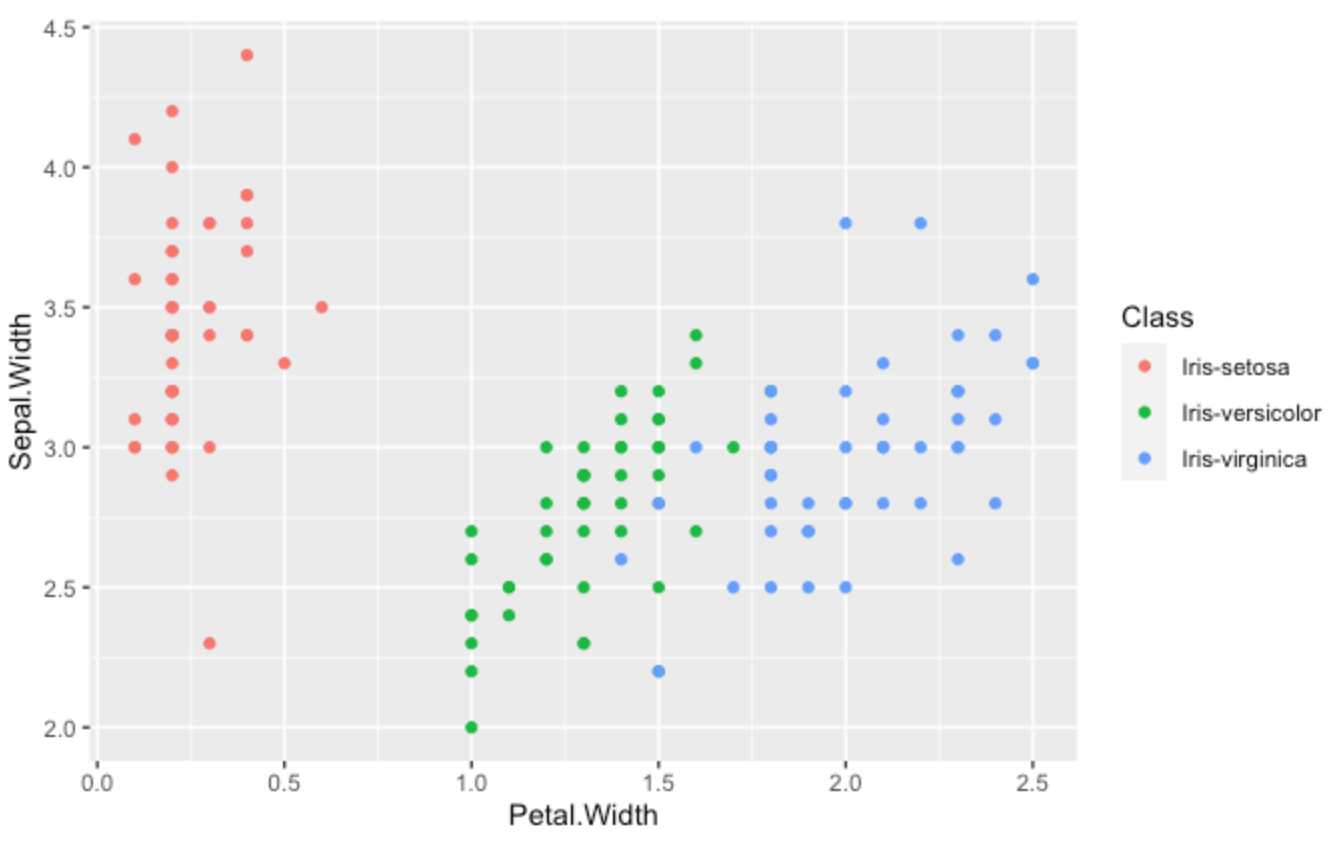 4.5
4.0
3.5
3.0
2.5
2.0
Sepal.Width
0.0 0.5 1.0 1.5 2.0 2.5
Petal.Width
Class
Iris-setosa
Iris-versicolor
Iris-virginica